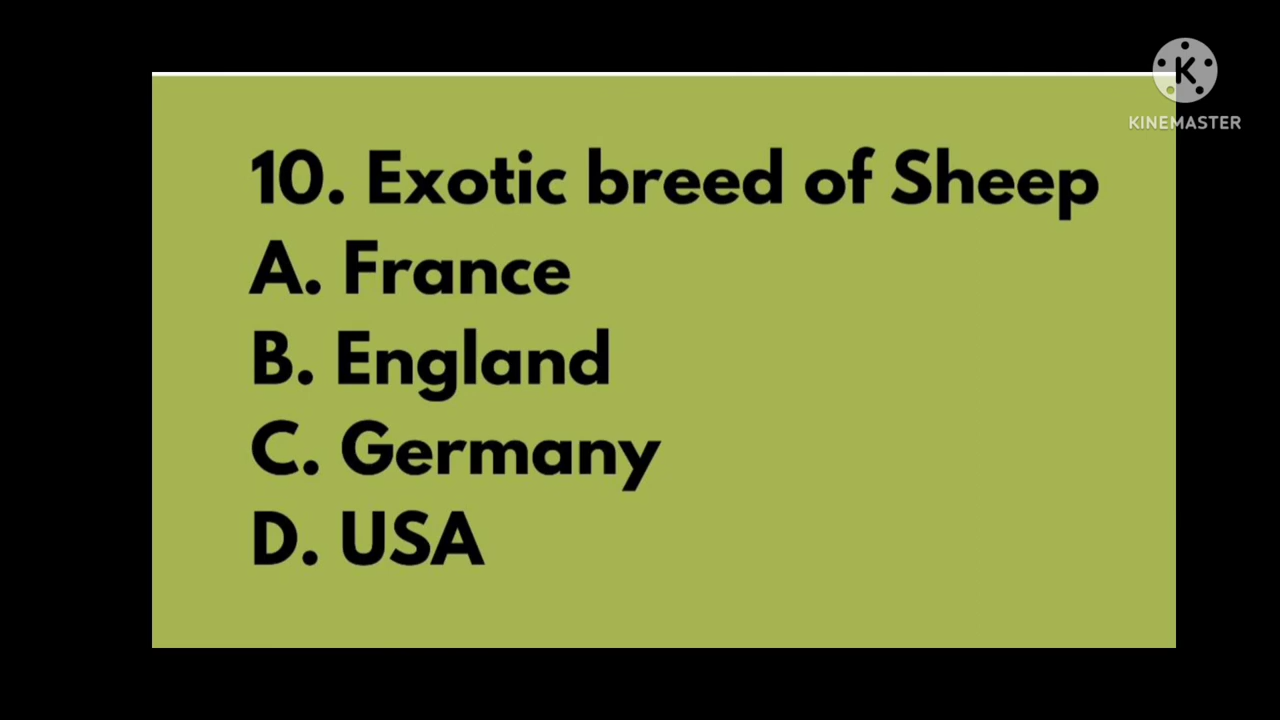 KINEMASTER
10. Exotic breed of Sheep
A. France
B. England
C. Germany
D. USA